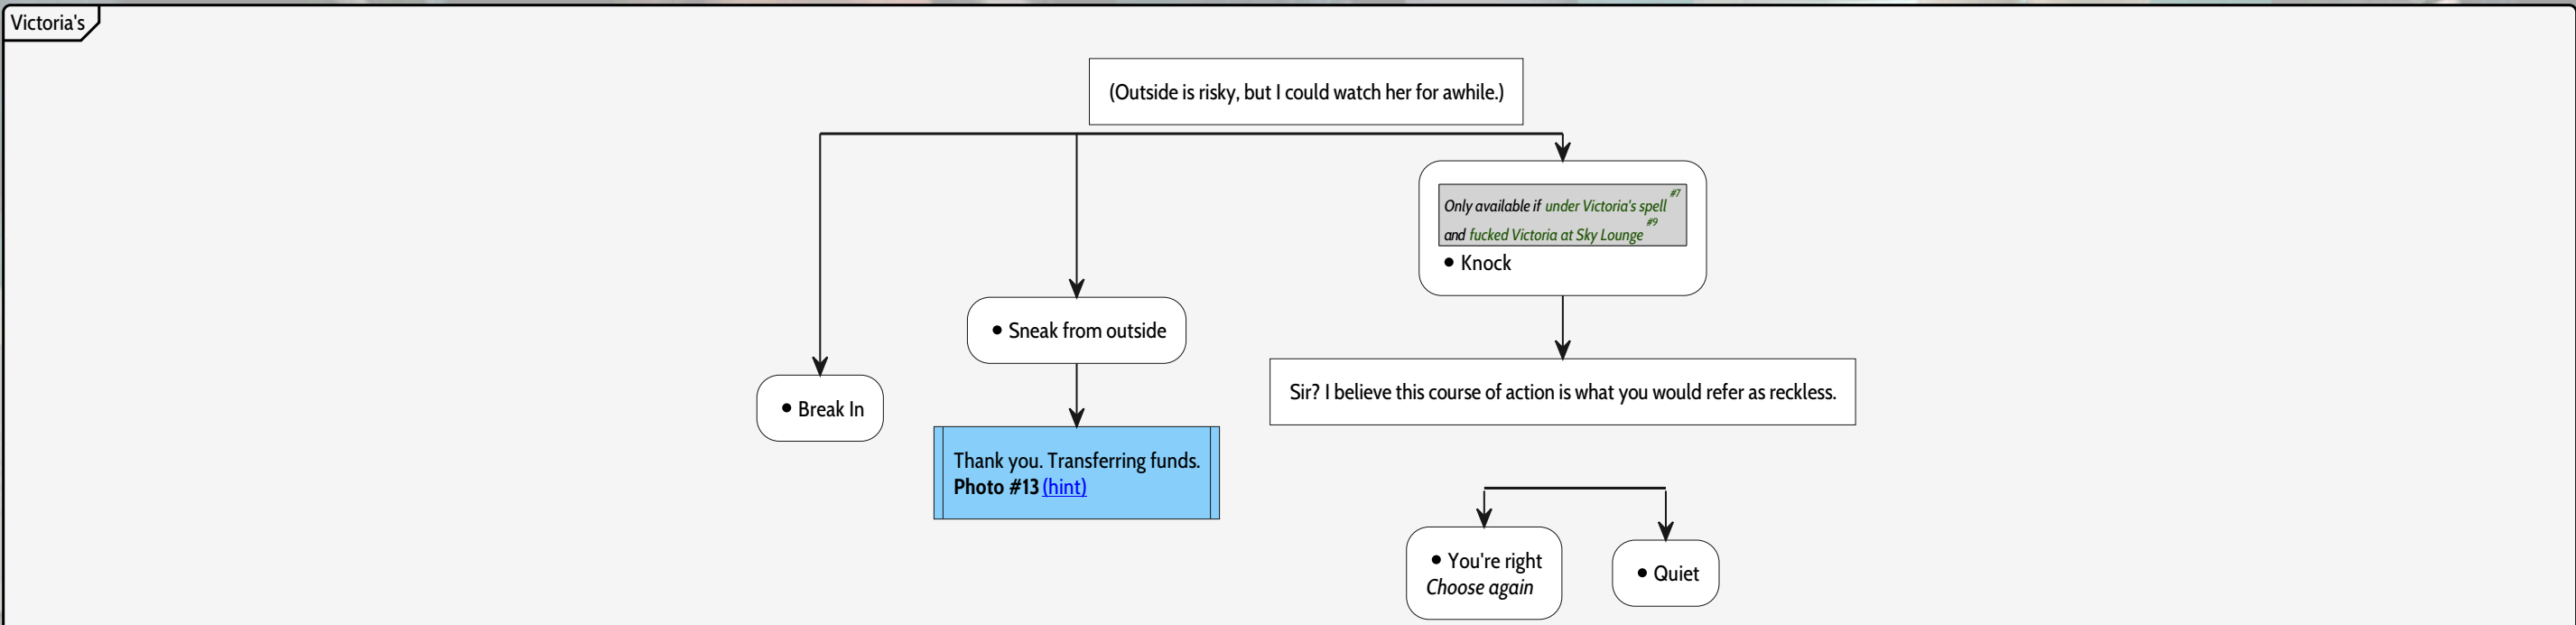 Victoria's
(Outside is risky, but I could watch her for awhile.)
Only available if under Victoria's spell #7
and fucked Victoria at Sky Lounge #9
• Knock
• Sneak from outside
• Break In
Sir? I believe this course of action is what you would refer as reckless.
Thank you. Transferring funds.
Photo #13 (hint)
• You're right
Choose again
• Quiet